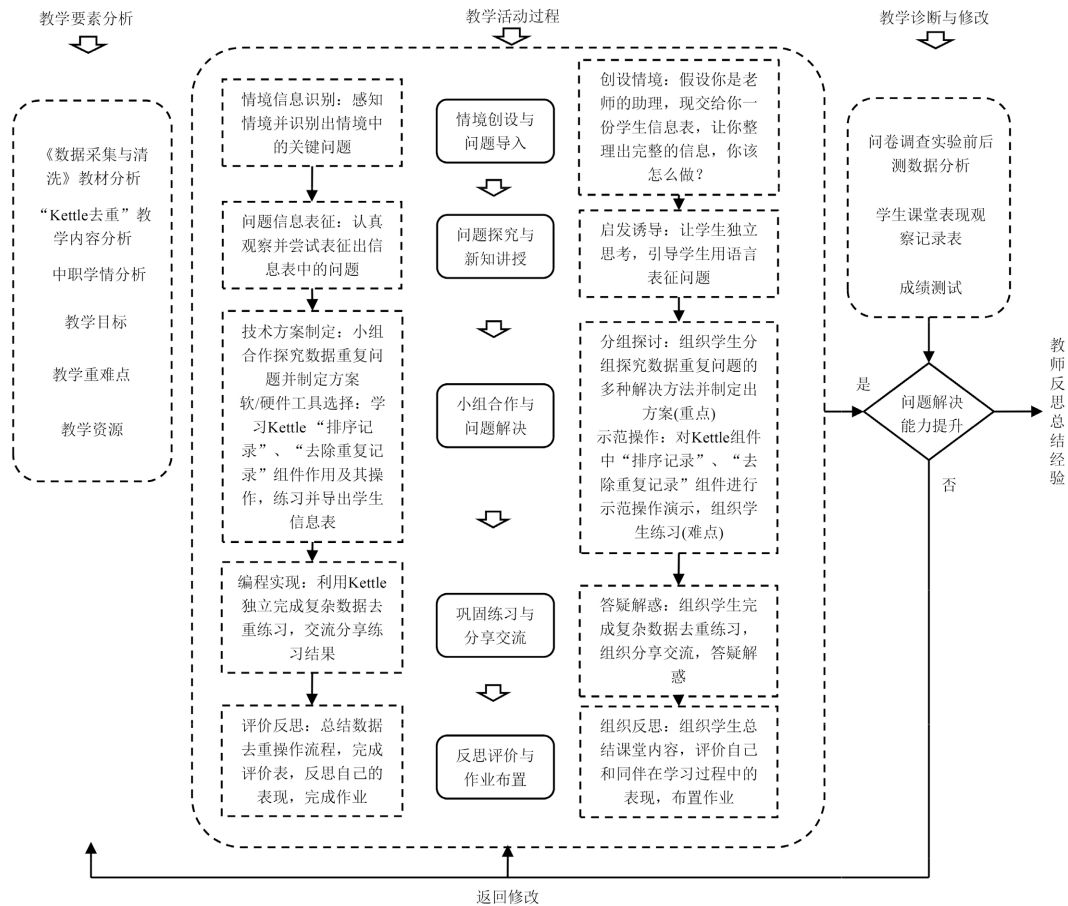 教学要素分析
教学活动过程
教学诊断与修改
《数据采集与清
洗》教材分析
“Kettle去重”教
学内容分析
中职学情分析
教学目标
教学重难点
教学资源
情境信息识别：感知
情境并识别出情境中
的关键问题
问题信息表征：认真
观察并尝试表征出信
息表中的问题
技术方案制定：小组
合作探究数据重复问
题并制定方案
软/硬件工具选择：学
习Kettle “排序记
录”、“去除重复记
录”组件作用及其操
作，练习并导出学生
信息表
编程实现：利用Kettle
独立完成复杂数据去
重练习，交流分享练
习结果
评价反思：总结数据
去重操作流程，完成
评价表，反思自己的
表现，完成作业
情境创设与
问题导入
问题探究与
新知讲授
小组合作与
问题解决
巩固练习与
分享交流
反思评价与
作业布置
创设情境：假设你是老
师的助理，现交给你一
份学生信息表，让你整
理出完整的信息，你该
怎么做？
启发诱导：让学生独立
思考，引导学生用语言
表征问题
分组探讨：组织学生分
组探究数据重复问题的
多种解决方法并制定出
方案(重点)
示范操作：对Kettle组件
中“排序记录”、“去
除重复记录”组件进行
示范操作演示，组织学
生练习(难点)
答疑解惑：组织学生完
成复杂数据去重练习，
组织分享交流，答疑解
惑
组织反思：组织学生总
结课堂内容，评价自己
和同伴在学习过程中的
表现，布置作业
问卷调查实验前后
测数据分析
学生课堂表现观
察记录表
成绩测试
是
问题解决
能力提升
否
教师反思总结经验
返回修改